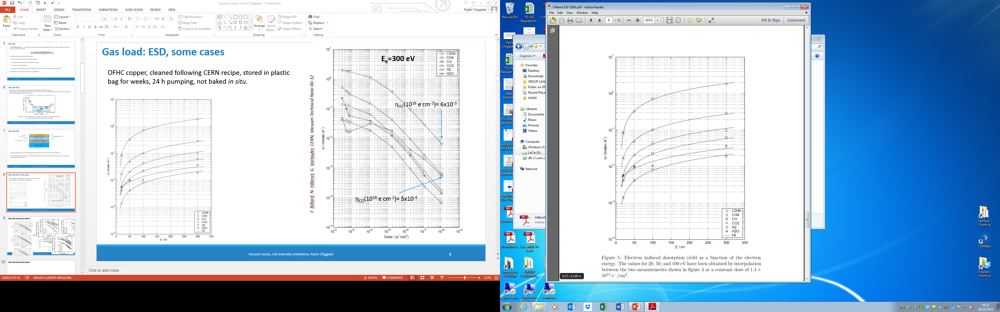 Vacuum issues Paolo Chiggiato - PowerPoint
FILE HOME INSERT DESIGN TRANSITIONS ANIMATIONS SLIDE SHOW REVIEW VIEW
Paolo Chiggiato
Paste
Cut
Copy
Format Painter
Clipboard
New Slide
Layout
Reset
Section
Slides
20
Font
Text Direction
Align Text
Convert to SmartArt
Paragraph
Arrange
Quick Styles
Shape Fill
Shape Outline
Shape Effects
Drawing
Find
Replace
Select
Editing
5
Gas load
6
Gas load: ESD
7
Gas load: ESD
8
Gas load: ESD, some cases
9
Gas load induced by beams
10
Gas load induced by beams
Gas load: ESD, some cases
OFHC copper, cleaned following CERN recipe, stored in plastic
bag for weeks, 24 h pumping, not baked in situ.
η / (molec./e⁻)
10¹
10⁰
10⁻¹
10⁻²
10⁻³
10⁻⁴
0 50 100 150 200 250 300 350
E / eV
C2H6
CH4
CO
CO2
H2
H2O
Fit
F. Billard, N. Hilleret, G. Vorlaufer, CERN, Vacuum Technical Note 00-32
Eₑ=300 eV
C2H6
CH4
CO
CO2
H2
H2O
ηH2(10¹⁸ e⁻cm⁻²)= 6x10⁻³
ηCO(10¹⁸ e⁻cm⁻²)= 5x10⁻⁴
η / (molec./e⁻)
10¹
10⁰
10⁻¹
10⁻²
10⁻³
10⁻⁴
10⁻⁵
10¹² 10¹³ 10¹⁴ 10¹⁵ 10¹⁶ 10¹⁷ 10¹⁸ 10¹⁹
Dose / (e⁻/cm²)
Vacuum Issues, CAS Intensity Limitations, Paolo Chiggiato
8
Click to add notes
SLIDE 8 OF 42 ENGLISH (UNITED KINGDOM)
NOTES COMMENTS 117%
Recycle Bin
TE-VSC Request for...
LHC
Paolo Chiggiat
TE-VS Request
pape adsorpt
PhysRev gas adso
adhesio solid part
NASA lo dust rem
Experime Dust Cha
Sternovs
Trombinos...
kek_article to read
Shortcut to VACUUM
GROUP LEADER RO...
cernts.cern...
Shortcut to My Com...
cerntsvac
Organize
Favorites
Desktop
Downloads
GROUP LEAD
Public on DF
Recent Place
WWW
Libraries
Documents
Music
Pictures
Videos
Computer
Windows (C:
LaCie (E:)
dfs (\\cern.c
Network
Hilleret
Adobe
Hilleret ESD 2000.pdf - Adobe Reader
File Edit View Window Help
9 / 11
103%
Fill & Sign Comment
η / (molec./e⁻)
10¹
10⁰
10⁻¹
10⁻²
10⁻³
10⁻⁴
0 50 100 150 200 250 300 350
E / eV
C2H6
CH4
CO
CO2
H2
H2O
Fit
Figure 5: Electron induced desorption yield as a function of the electron
energy. The values for 20, 50, and 100 eV have been obtained by interpolation
between the two measurements shown in figure 4 at a constant dose of 1.4 ×
10¹⁴ e⁻/cm².
8.27 x 11.69 in
cernbox - Shortcut
CERNBox
Dropbox - Shortcut
09:21
28/10/2015